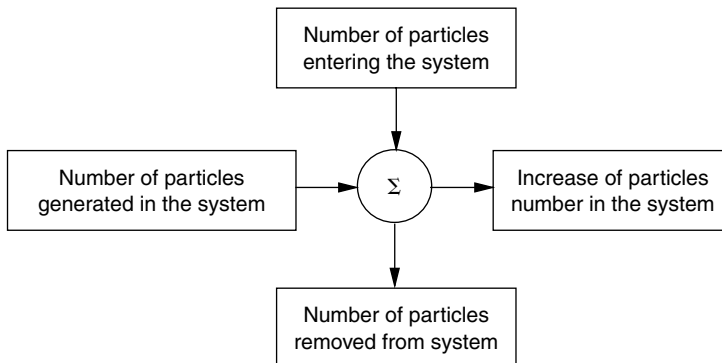 Number of particles
entering the system
Number of particles
generated in the system
Σ
Increase of particles
number in the system
Number of particles
removed from system